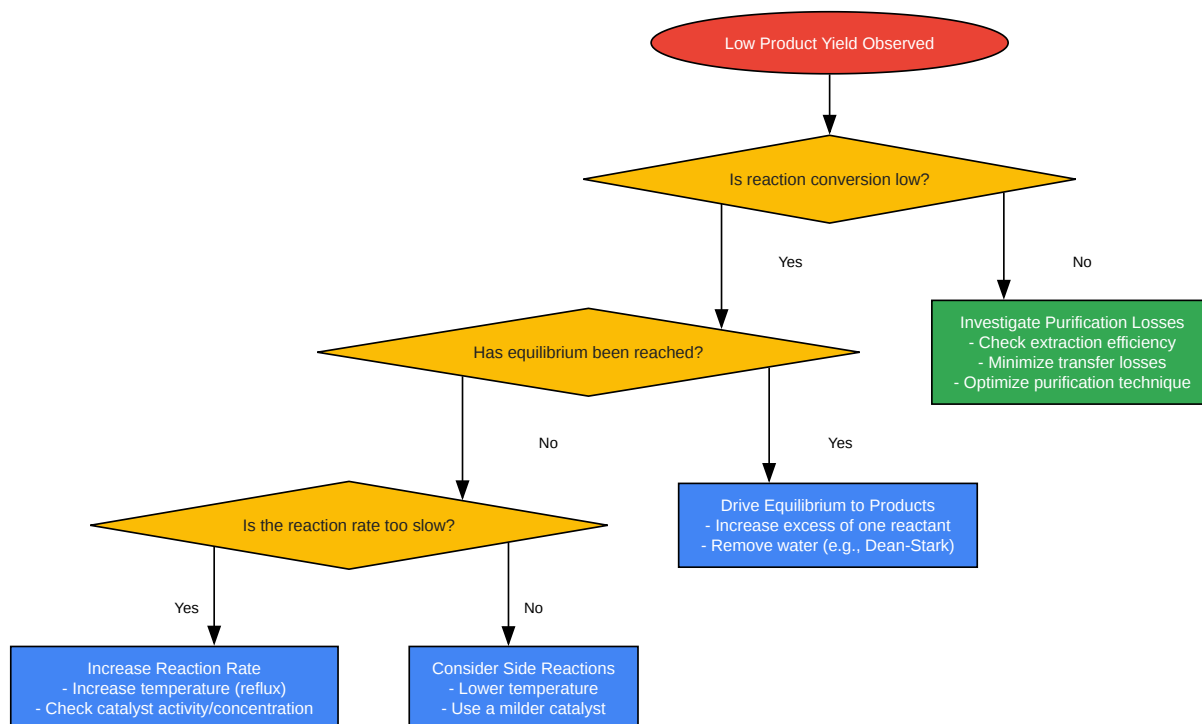 Low Product Yield Observed
Is reaction conversion low?
Yes
No
Investigate Purification Losses
- Check extraction efficiency
- Minimize transfer losses
- Optimize purification technique
Has equilibrium been reached?
No
Yes
Drive Equilibrium to Products
- Increase excess of one reactant
- Remove water (e.g., Dean-Stark)
Is the reaction rate too slow?
Yes
No
Increase Reaction Rate
- Increase temperature (reflux)
- Check catalyst activity/concentration
Consider Side Reactions
- Lower temperature
- Use a milder catalyst